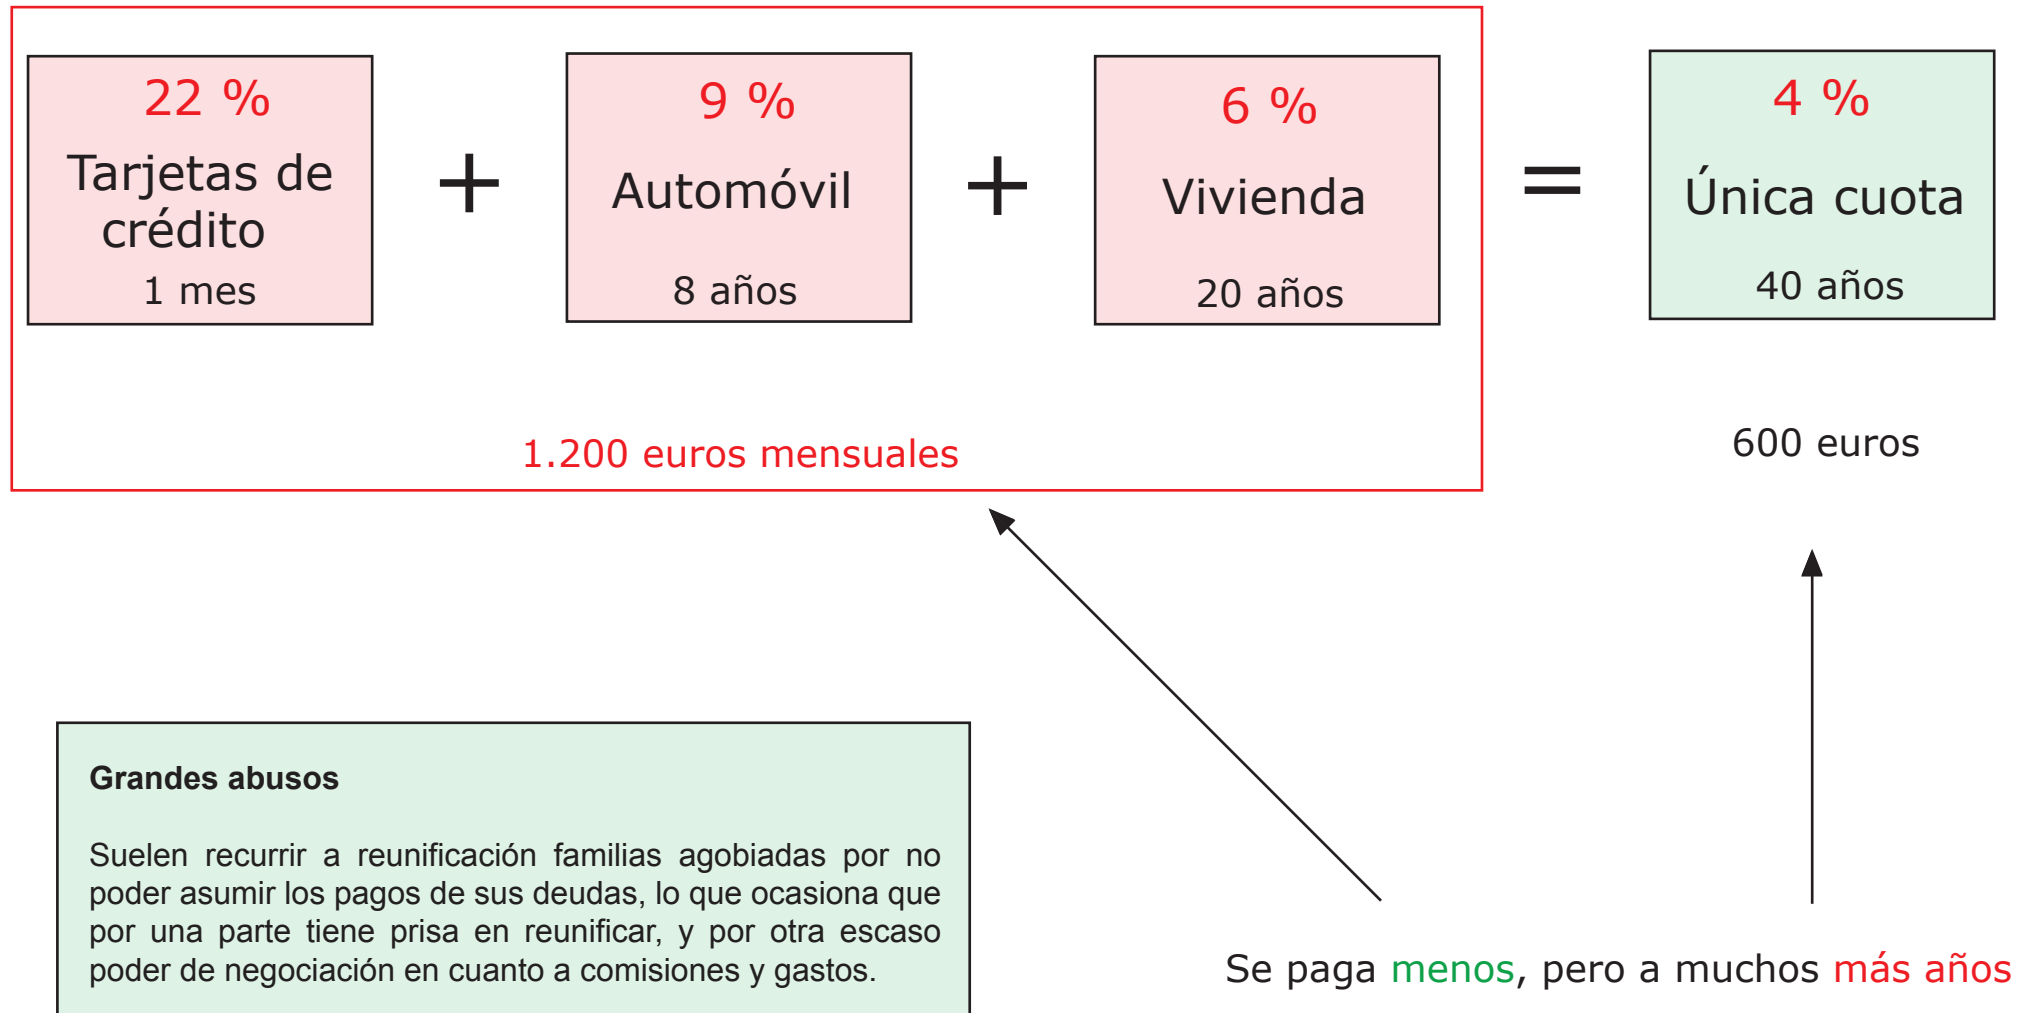 22 %
Tarjetas de
crédito
1 mes
+
9 %
Automóvil
8 años
+
6 %
Vivienda
20 años
=
4 %
Única cuota
40 años
1.200 euros mensuales
600 euros
Grandes abusos
Suelen recurrir a reunificación familias agobiadas por no
poder asumir los pagos de sus deudas, lo que ocasiona que
por una parte tiene prisa en reunificar, y por otra escaso
poder de negociación en cuanto a comisiones y gastos.
Se paga menos, pero a muchos más años